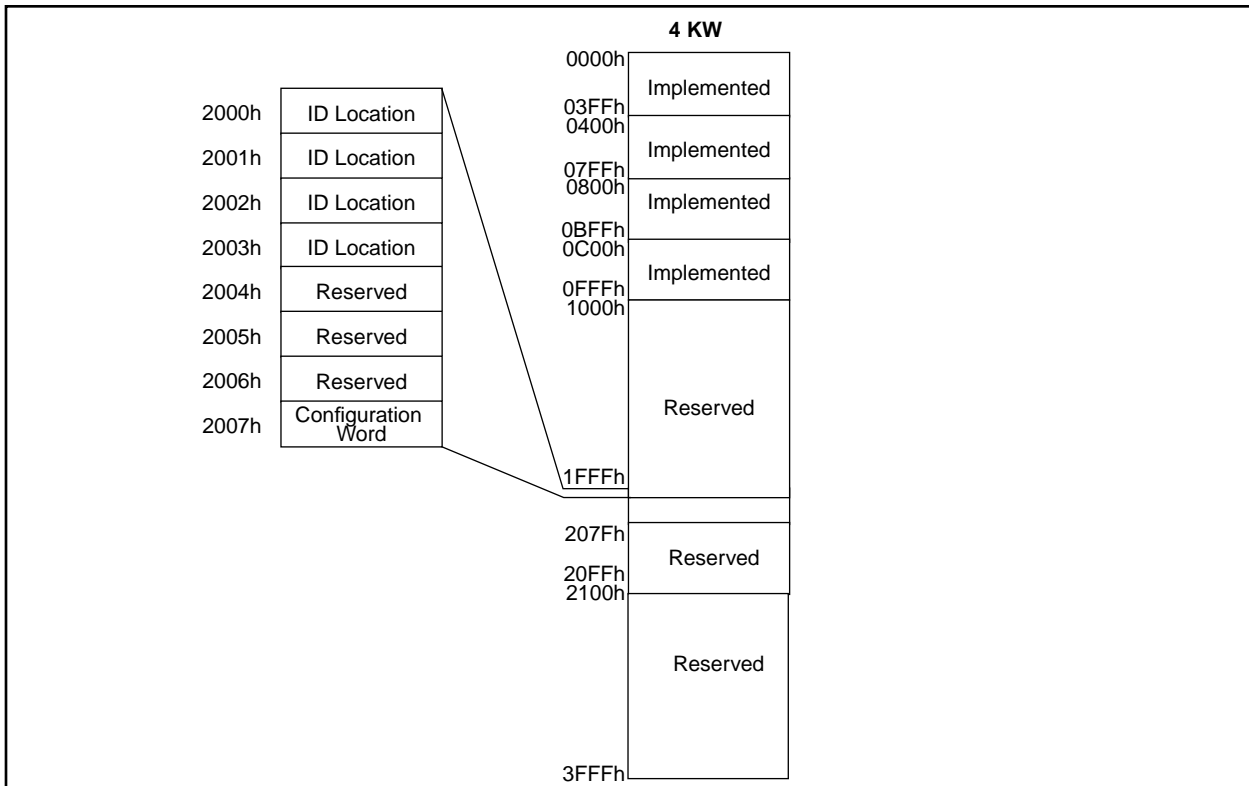 4 KW
2000h
ID Location
2001h
ID Location
2002h
ID Location
2003h
ID Location
2004h
Reserved
2005h
Reserved
2006h
Reserved
2007h
Configuration
Word
0000h
Implemented
03FFh
0400h
Implemented
07FFh
0800h
Implemented
0BFFh
0C00h
Implemented
0FFFh
1000h
Reserved
1FFFh
207Fh
Reserved
20FFh
2100h
Reserved
3FFFh